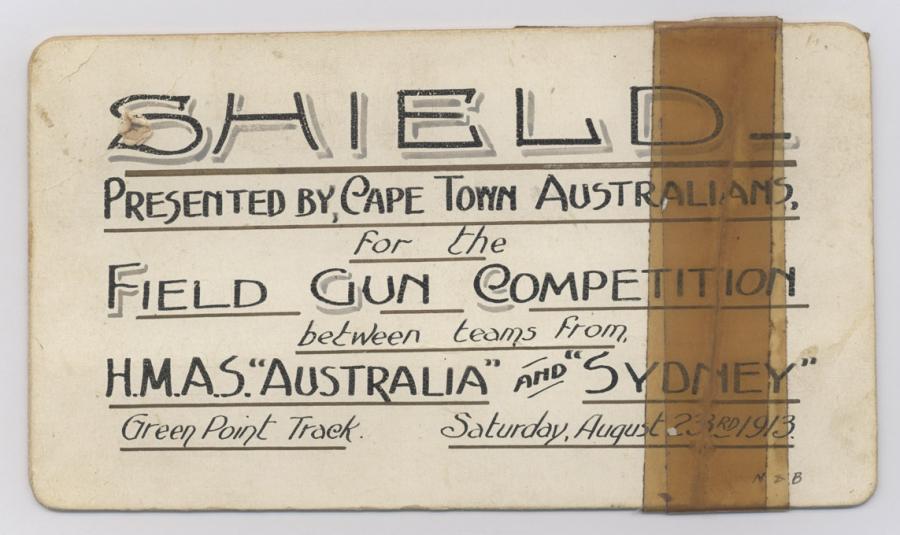 SHIELD.-
PRESENTED BY, CAPE TOWN AUSTRALIANS,
for the
FIELD GUN COMPETITION
between teams from,
H.M.A.S. "AUSTRALIA" AND "SYDNEY"
Green Point Track. Saturday, August 23RD 1913.
N & B